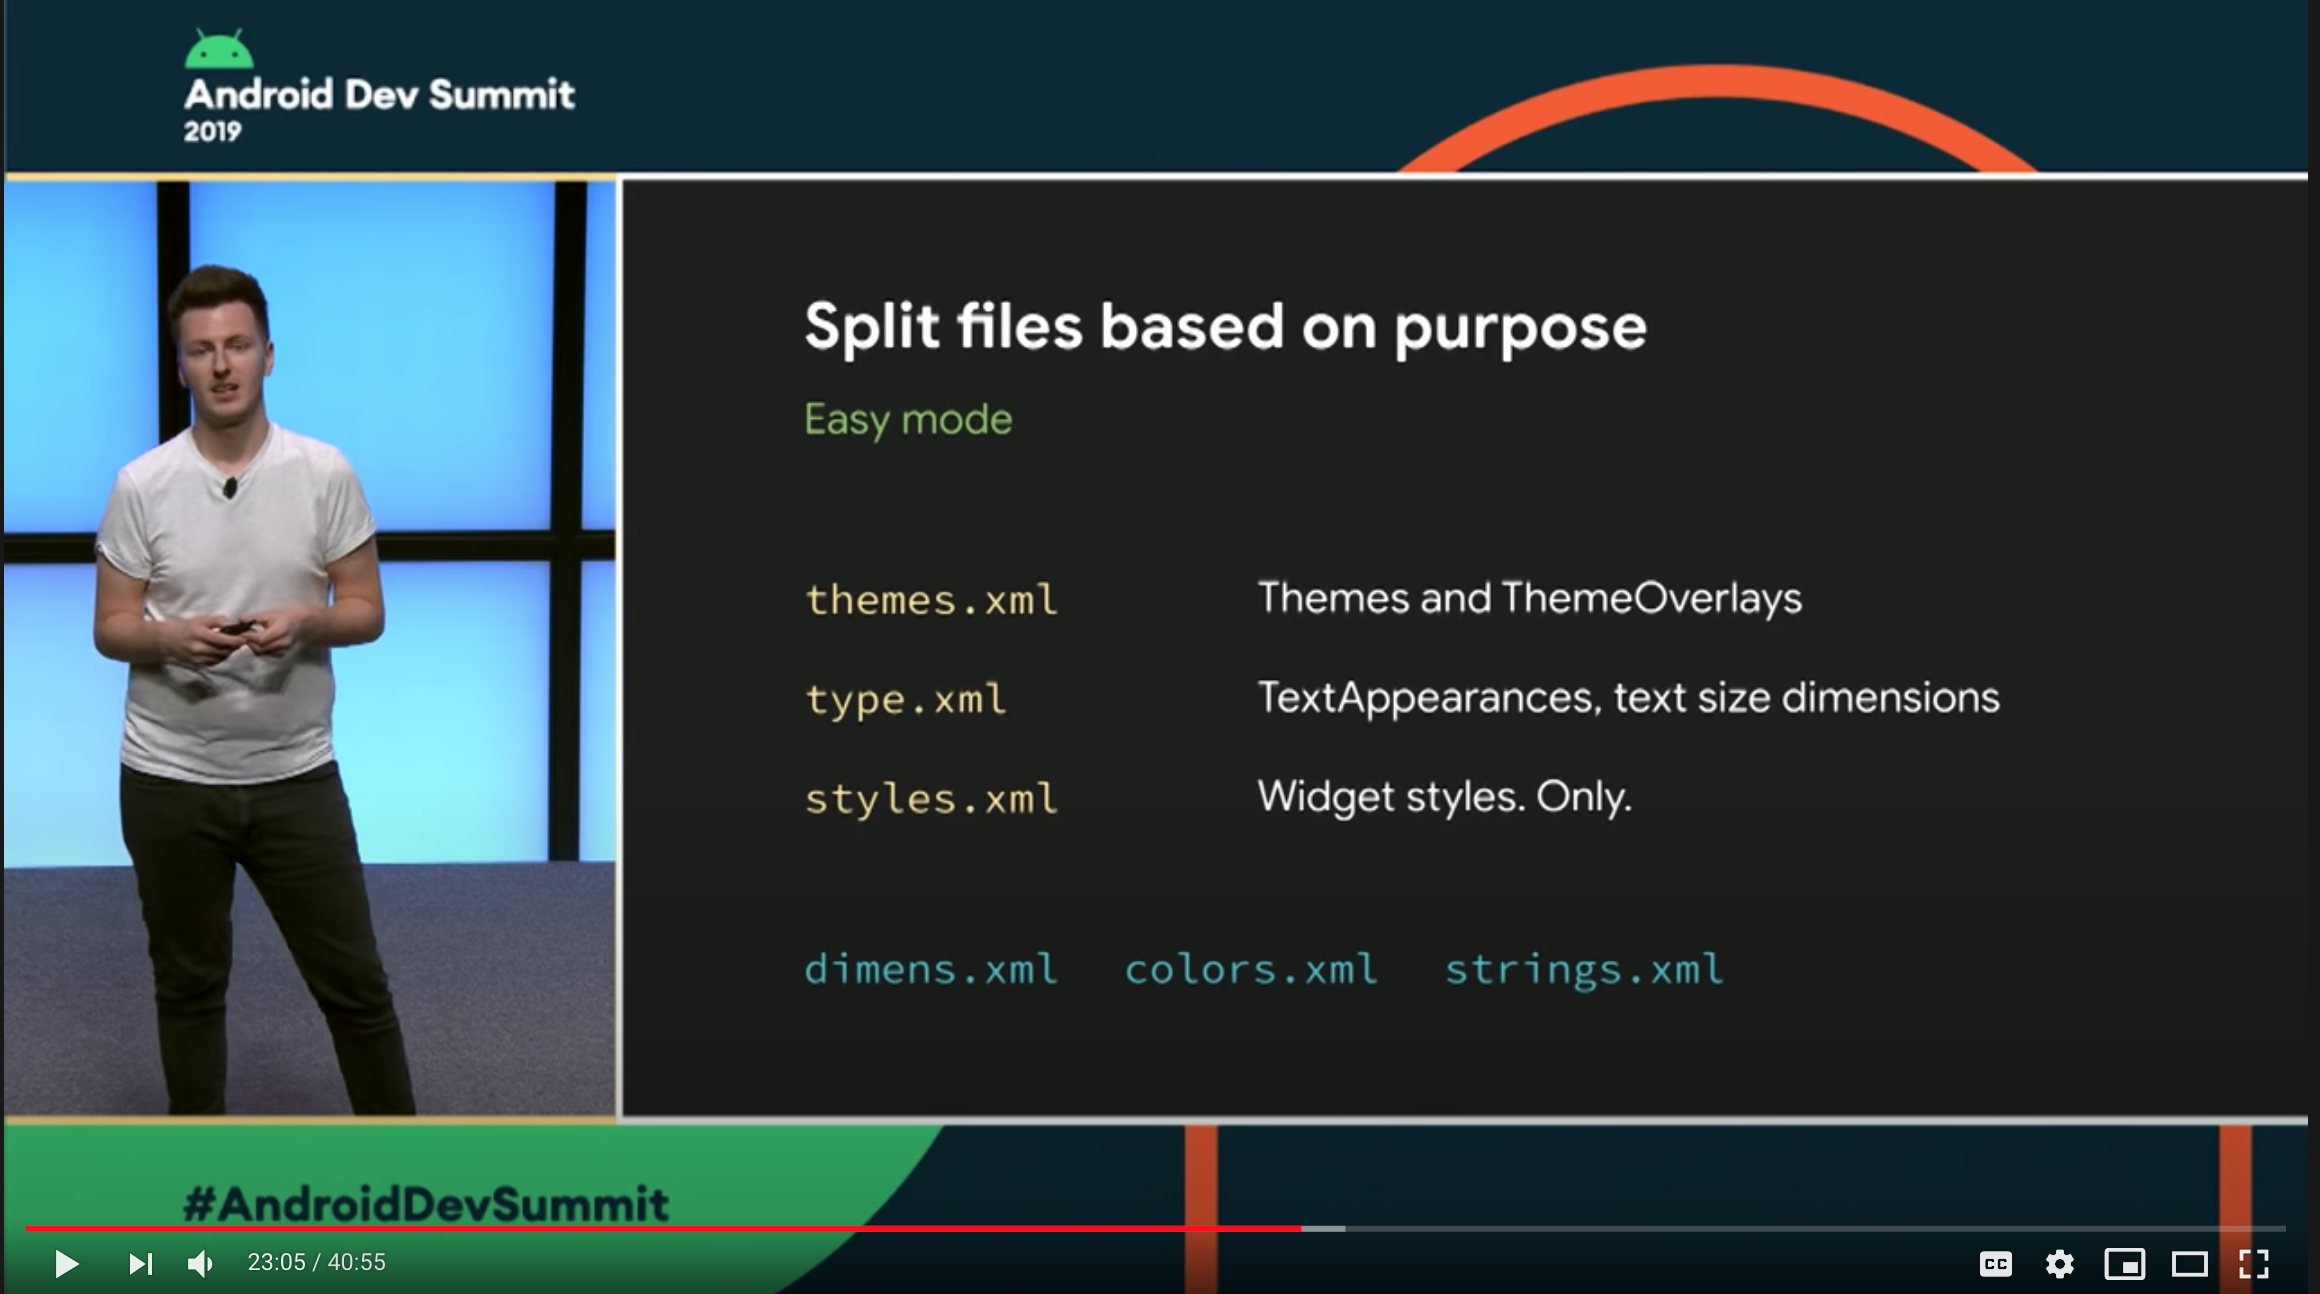 Android Dev Summit
2019
Split files based on purpose
Easy mode
themes.xml Themes and ThemeOverlays
type.xml TextAppearances, text size dimensions
styles.xml Widget styles. Only.
dimens.xml colors.xml strings.xml
#AndroidDevSummit
23:05 / 40:55
CC